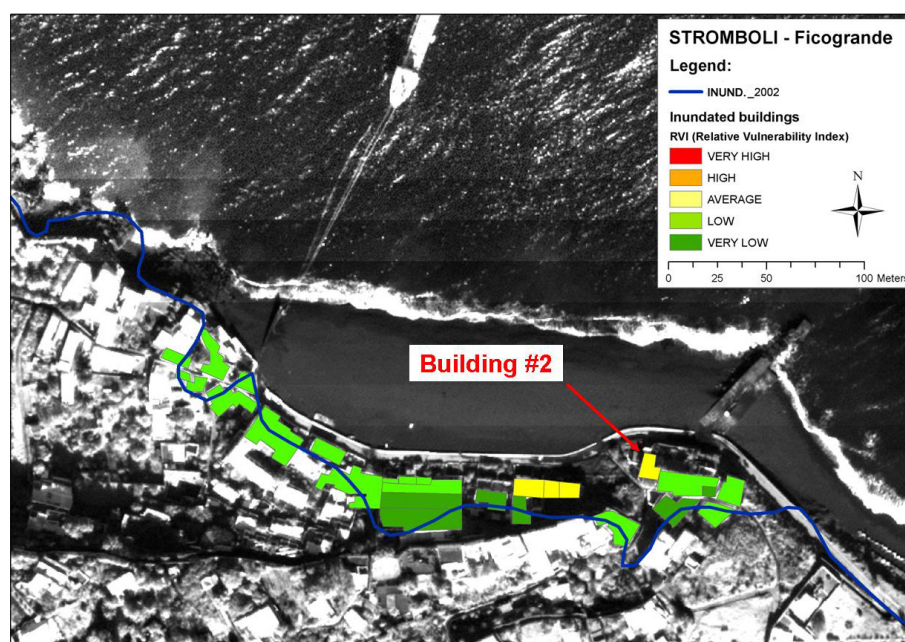 STROMBOLI - Ficogrande
Legend:
INUND._2002
Inundated buildings
RVI (Relative Vulnerability Index)
VERY HIGH
HIGH
AVERAGE
LOW
VERY LOW
N
0 25 50 100 Meters
Building #2